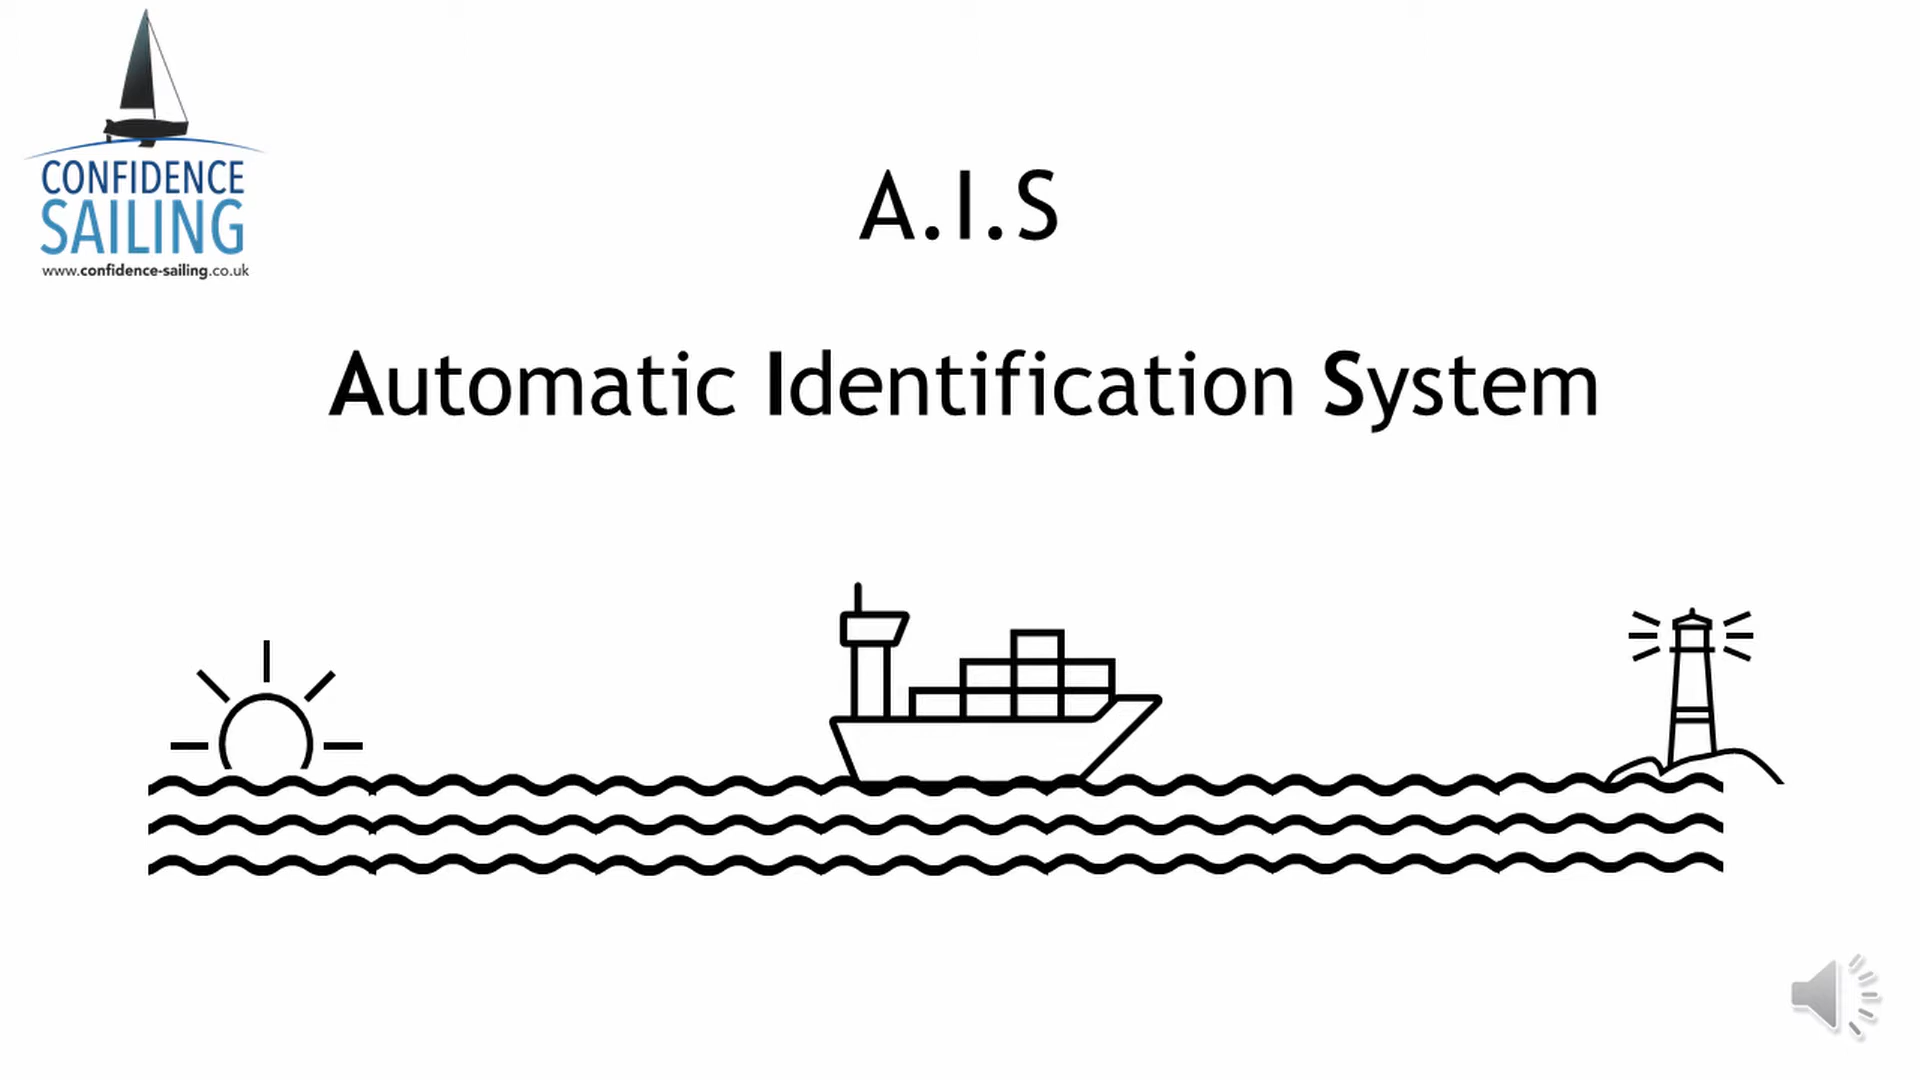 CONFIDENCE
SAILING
www.confidence-sailing.co.uk
A.I.S
Automatic Identification System